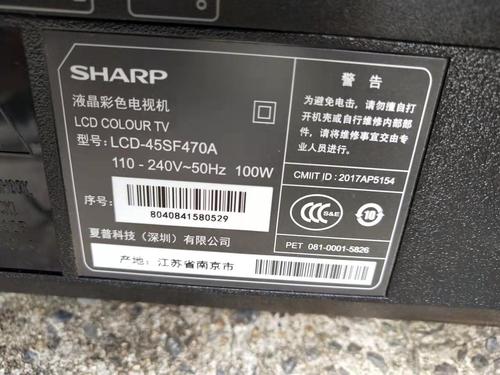 SHARP
液晶彩色电视机
LCD COLOUR TV
型号: LCD-45SF470A
110 - 240V~50Hz 100W
序号:
8040841580529
夏普科技（深圳）有限公司
产地: 江苏省南京市
警告
为避免电击，请勿擅自打
开机壳或自行维修内部部
件，请将维修事宜交由专
业人员进行。
CMIIT ID : 2017AP5154
CCC S&E
10
PET 081-0001-5826